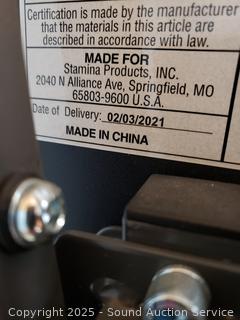 Certification is made by the manufacturer
that the materials in this article are
described in accordance with law.
MADE FOR
Stamina Products, INC.
2040 N Alliance Ave, Springfield, MO
65803-9600 U.S.A.
Date of Delivery: 02/03/2021
MADE IN CHINA
Copyright 2025 - Sound Auction Service